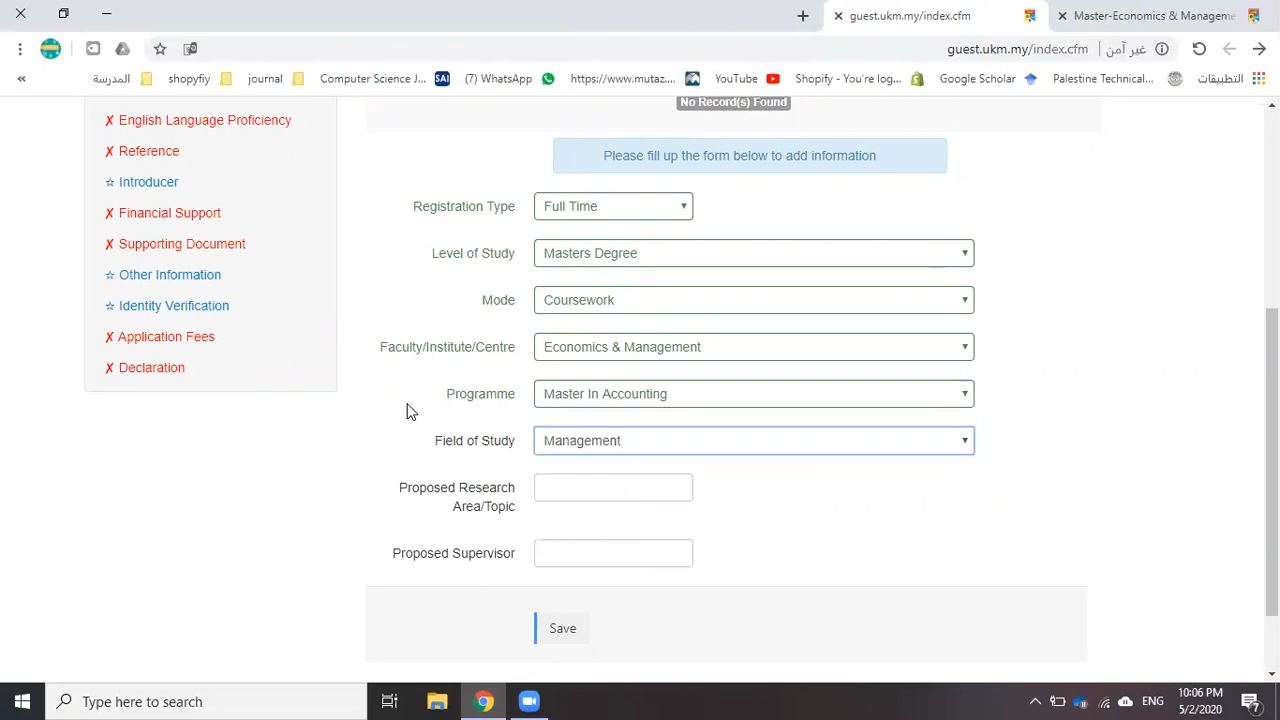 guest.ukm.my/index.cfm
Master-Economics & Manageme
guest.ukm.my/index.cfm
غير آمن
المدرسة
shopyfiy
journal
Computer Science J...
SAI
(7) WhatsApp
https://www.mutaz....
YouTube
Shopify - You're log...
Google Scholar
Palestine Technical...
التطبيقات
No Record(s) Found
English Language Proficiency
Reference
Introducer
Financial Support
Supporting Document
Other Information
Identity Verification
Application Fees
Declaration
Please fill up the form below to add information
Registration Type Full Time
Level of Study Masters Degree
Mode Coursework
Faculty/Institute/Centre Economics & Management
Programme Master In Accounting
Field of Study Management
Proposed Research
Area/Topic
Proposed Supervisor
Save
Type here to search
ENG
10:06 PM
5/2/2020
7